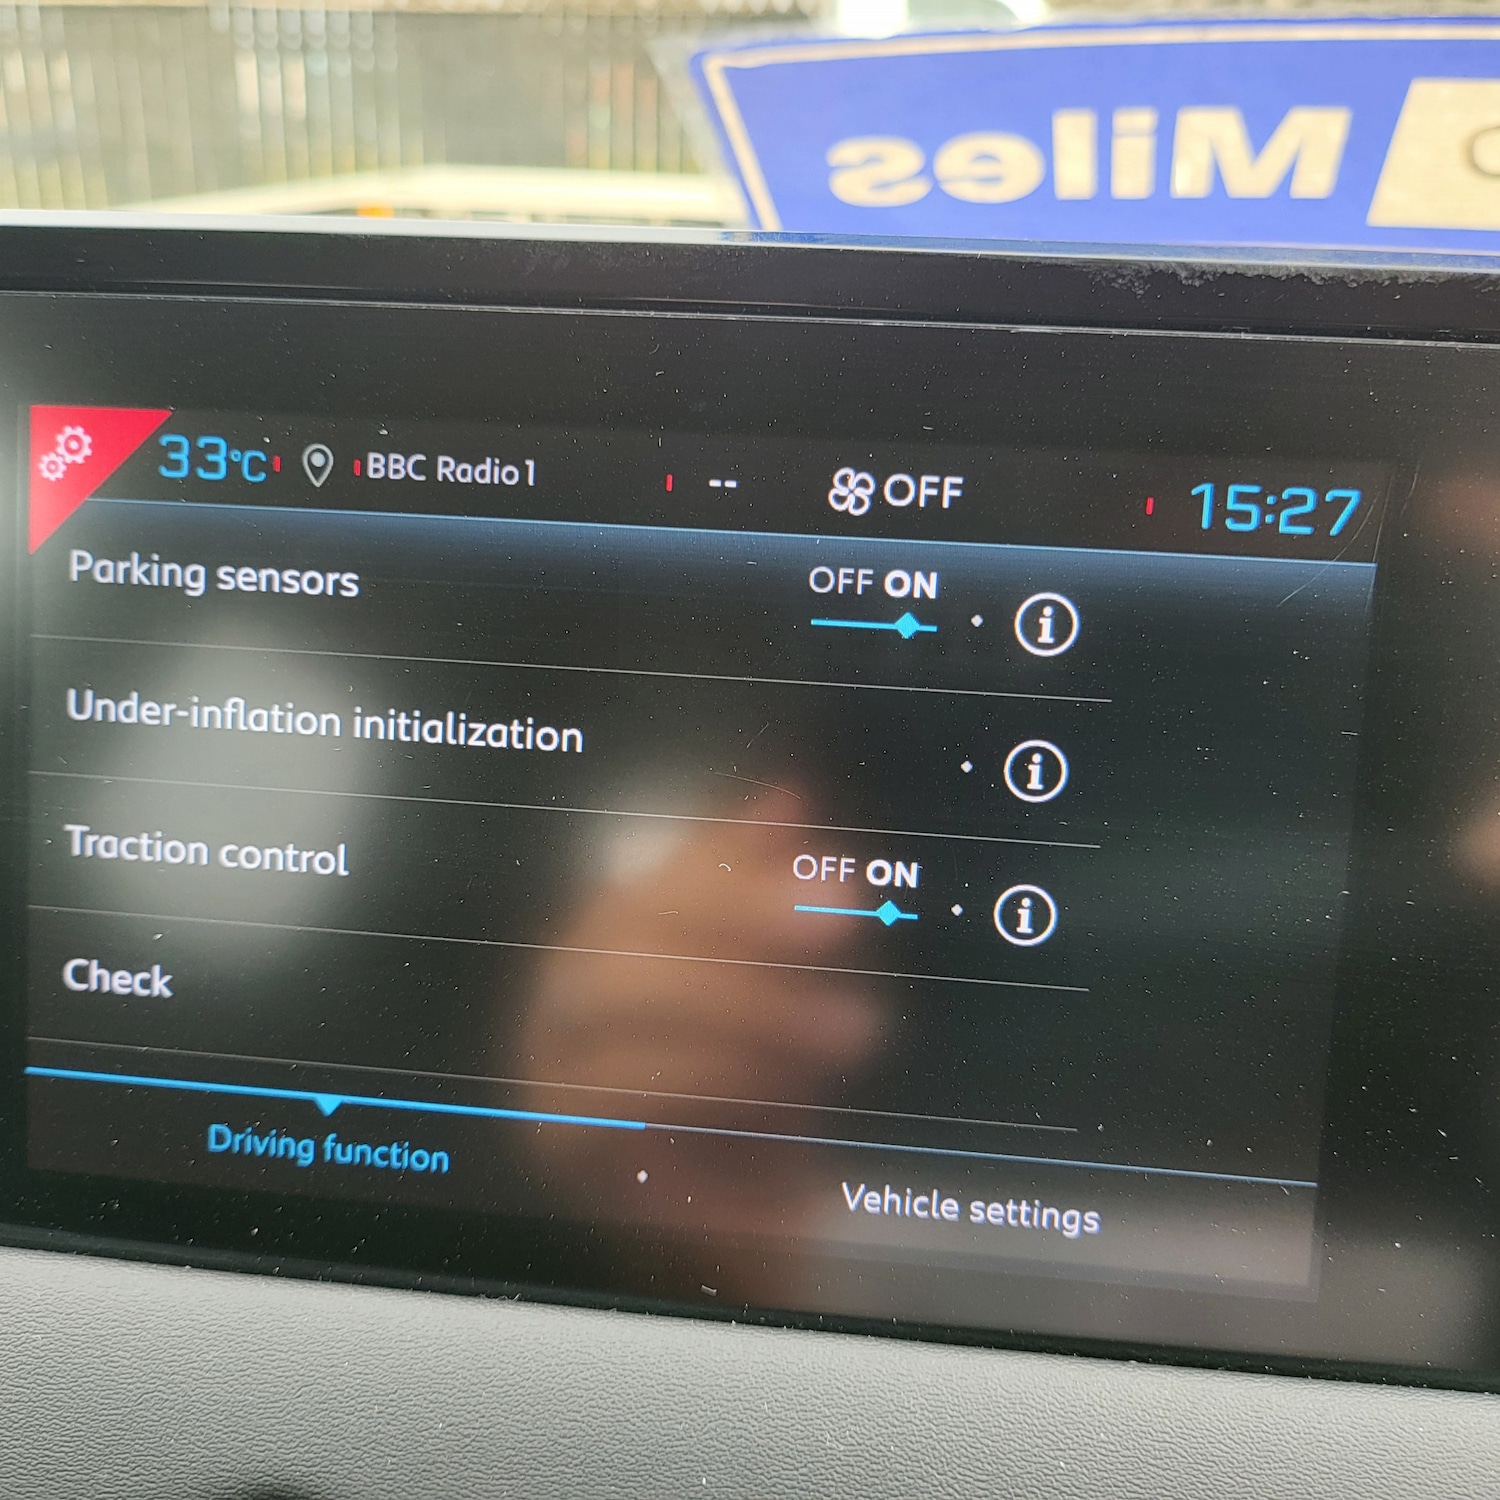 Miles
33°C BBC Radio 1 -- OFF 15:27
Parking sensors OFF ON
Under-inflation initialization
Traction control OFF ON
Check
Driving function Vehicle settings